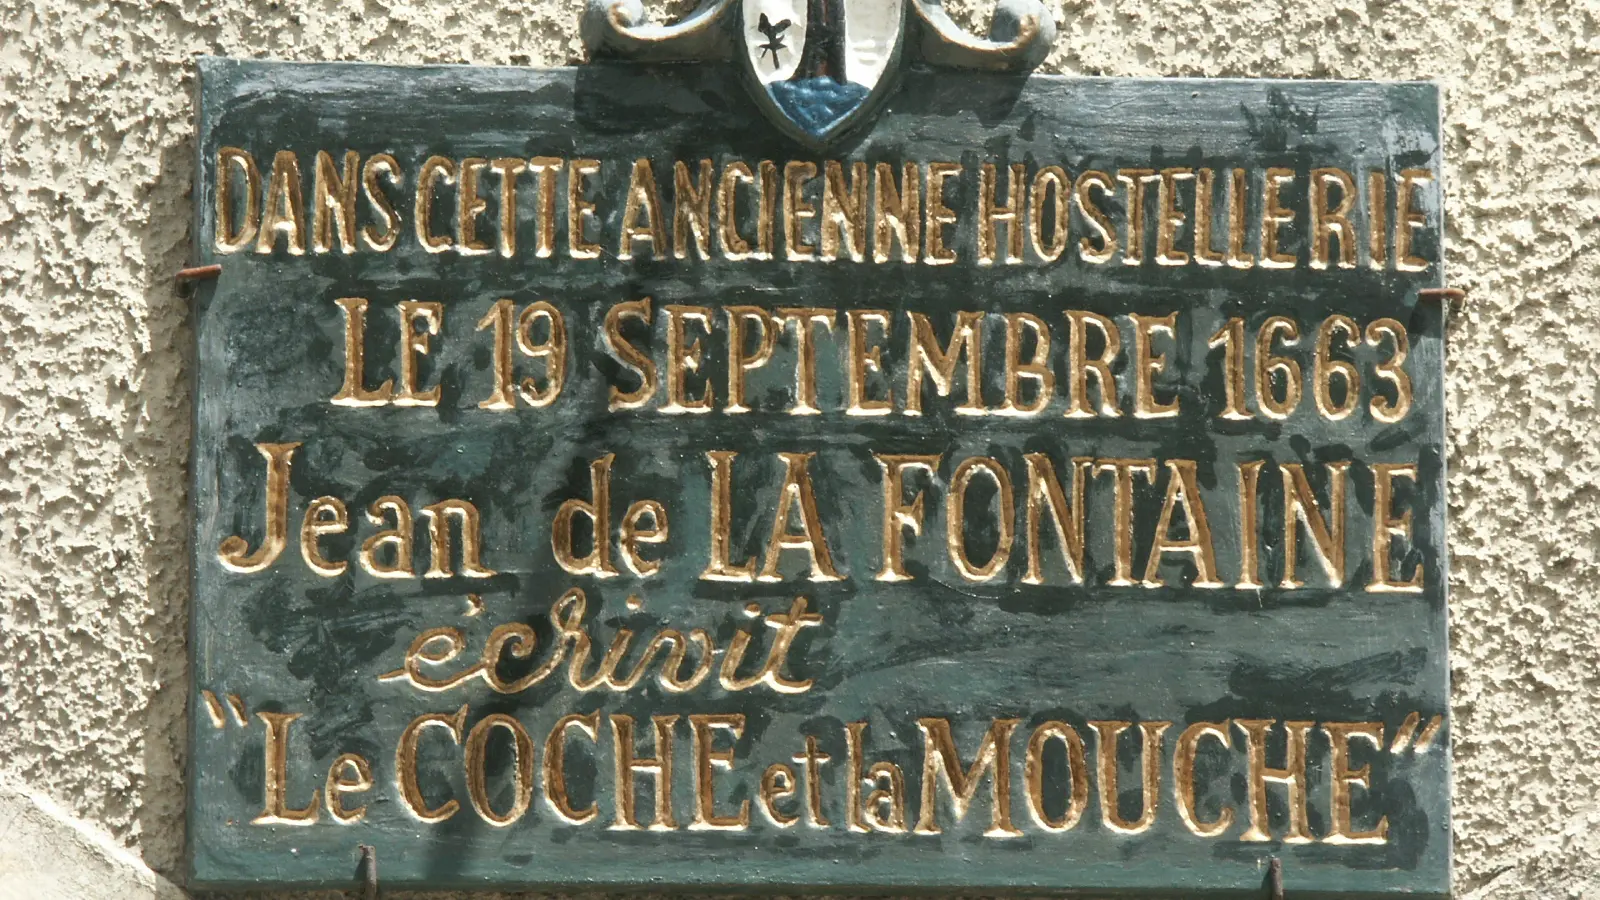 DANS CETTE ANCIENNE HOSTELLERIE
LE 19 SEPTEMBRE 1663
Jean de LA FONTAINE
écrivit
"Le COCHE et la MOUCHE"